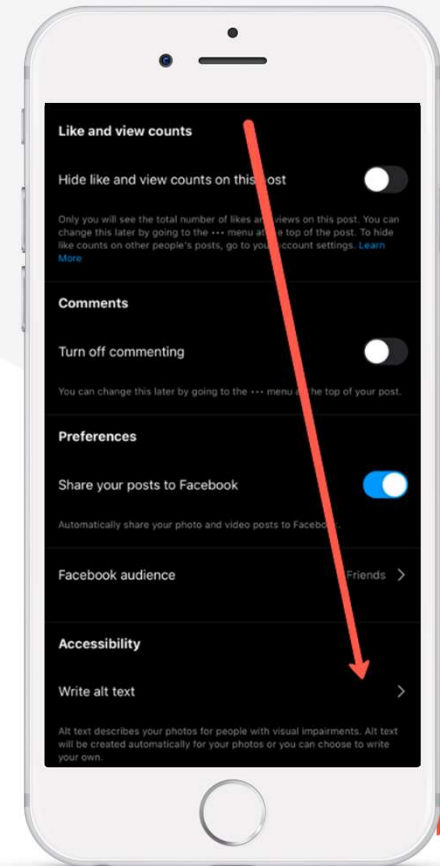 Like and view counts
Hide like and view counts on this post
Only you will see the total number of likes and views on this post. You can
change this later by going to the ••• menu at the top of the post. To hide
like counts on other people's posts, go to your account settings. Learn
More
Comments
Turn off commenting
You can change this later by going to the ••• menu at the top of your post.
Preferences
Share your posts to Facebook
Automatically share your photo and video posts to Facebook.
Facebook audience
Friends >
Accessibility
Write alt text >
Alt text describes your photos for people with visual impairments. Alt text
will be created automatically for your photos or you can choose to write
your own.